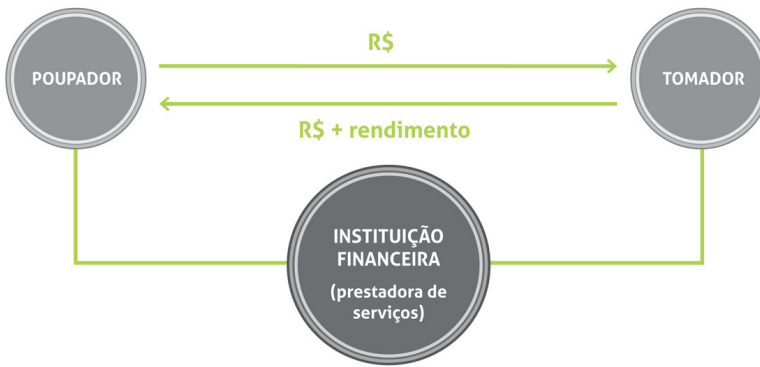 R$
POUPADOR
TOMADOR
R$ + rendimento
INSTITUIÇÃO
FINANCEIRA
(prestadora de
serviços)